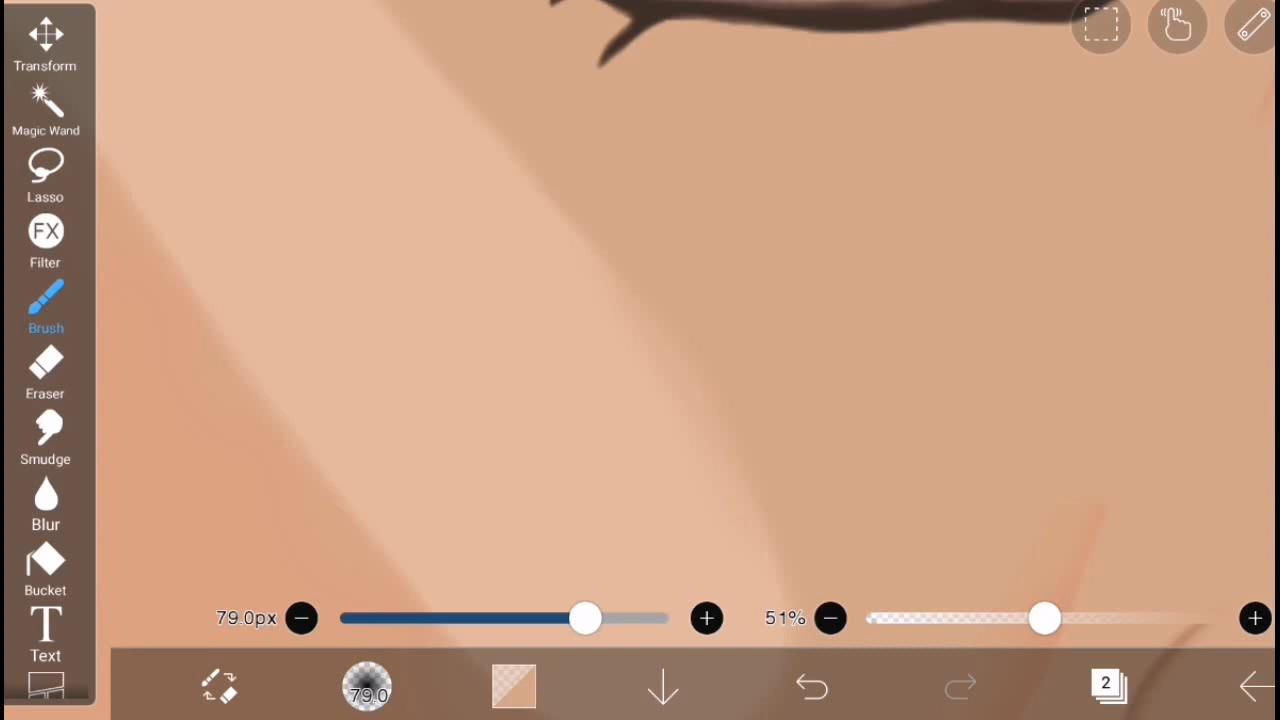 Transform
Magic Wand
Lasso
FX
Filter
Brush
Eraser
Smudge
Blur
Bucket
T
Text
79.0px
51%
79.0
2